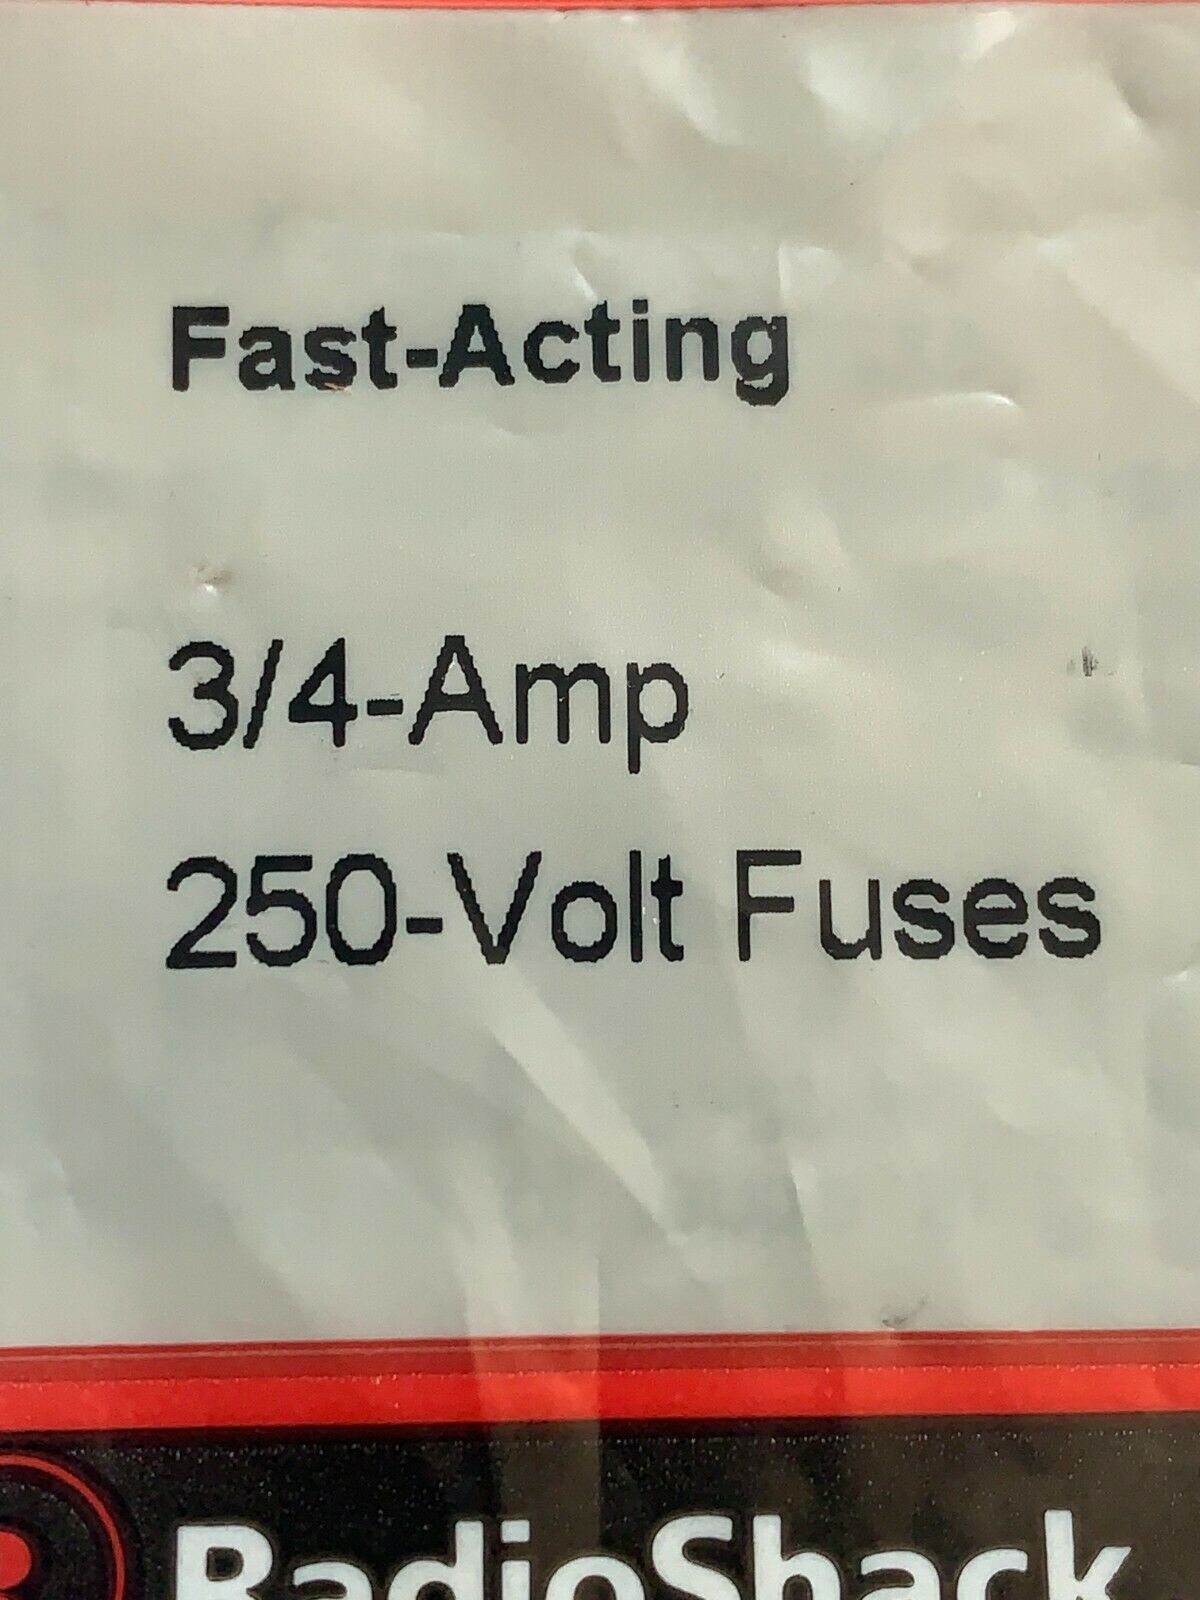 Fast-Acting
3/4-Amp
250-Volt Fuses
RadioShack